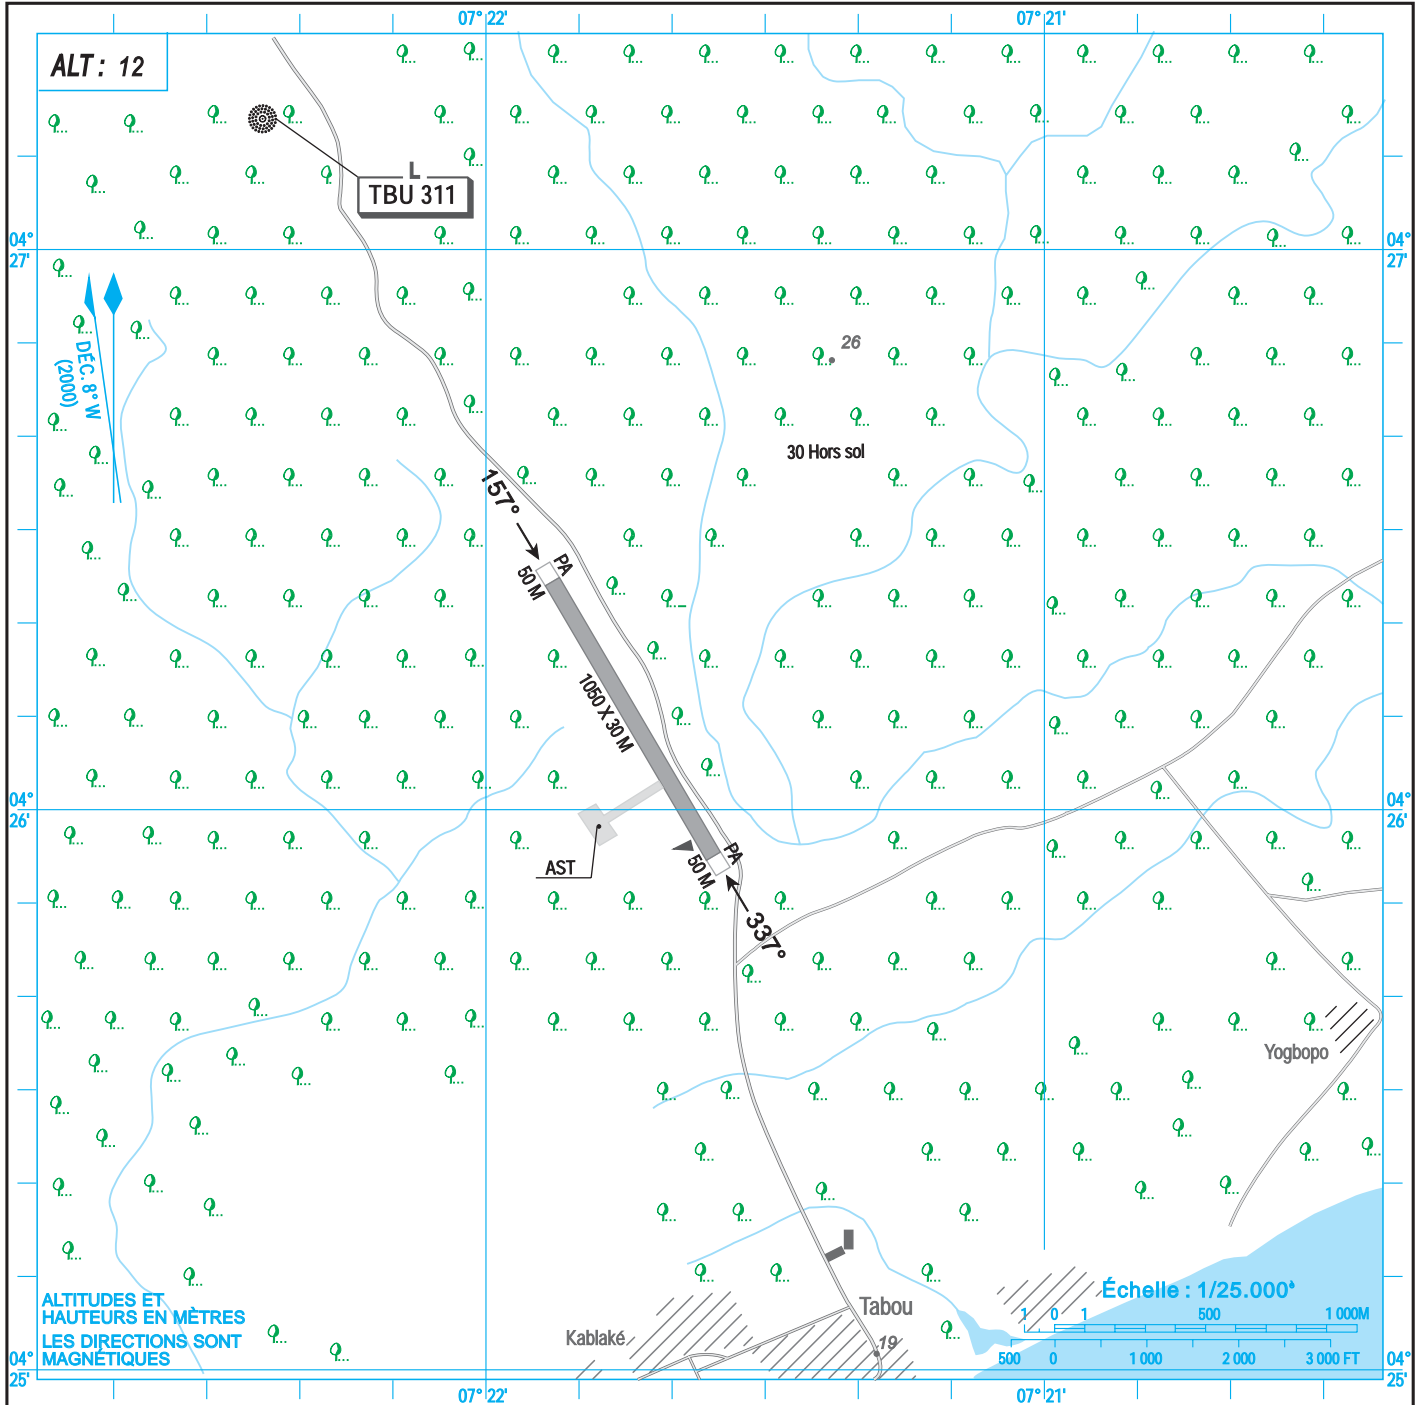 07° 22'
07° 21'
ALT : 12
L
TBU 311
04°
27'
04°
27'
DÉC. 8° W
(2000)
26
30 Hors sol
157°
PA
50 M
1050 X 30 M
04°
26'
04°
26'
AST
PA
50 M
337°
Yogbopo
ALTITUDES ET
HAUTEURS EN MÈTRES
LES DIRECTIONS SONT
MAGNÉTIQUES
Échelle : 1/25.000°
1 0 1 500 1 000M
500 0 1 000 2 000 3 000 FT
Tabou
Kablaké
19
04°
25'
04°
25'
07° 22'
07° 21'